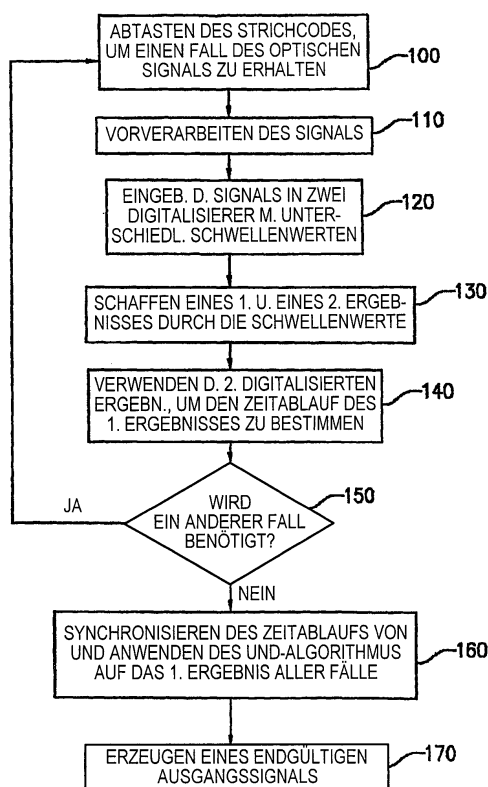 ABTASTEN DES STRICHCODES,
UM EINEN FALL DES OPTISCHEN
SIGNALS ZU ERHALTEN
100
VORVERARBEITEN DES SIGNALS
110
EINGEB. D. SIGNALS IN ZWEI
DIGITALISIERER M. UNTER-
SCHIEDL. SCHWELLENWERTEN
120
SCHAFFEN EINES 1. U. EINES 2. ERGEB-
NISSES DURCH DIE SCHWELLENWERTE
130
VERWENDEN D. 2. DIGITALISIERTEN
ERGEBN., UM DEN ZEITABLAUF DES
1. ERGEBNISSES ZU BESTIMMEN
140
WIRD
EIN ANDERER FALL
BENÖTIGT?
150
JA
NEIN
SYNCHRONISIEREN DES ZEITABLAUFS VON
UND ANWENDEN DES UND-ALGORITHMUS
AUF DAS 1. ERGEBNIS ALLER FÄLLE
160
ERZEUGEN EINES ENDGÜLTIGEN
AUSGANGSSIGNALS
170